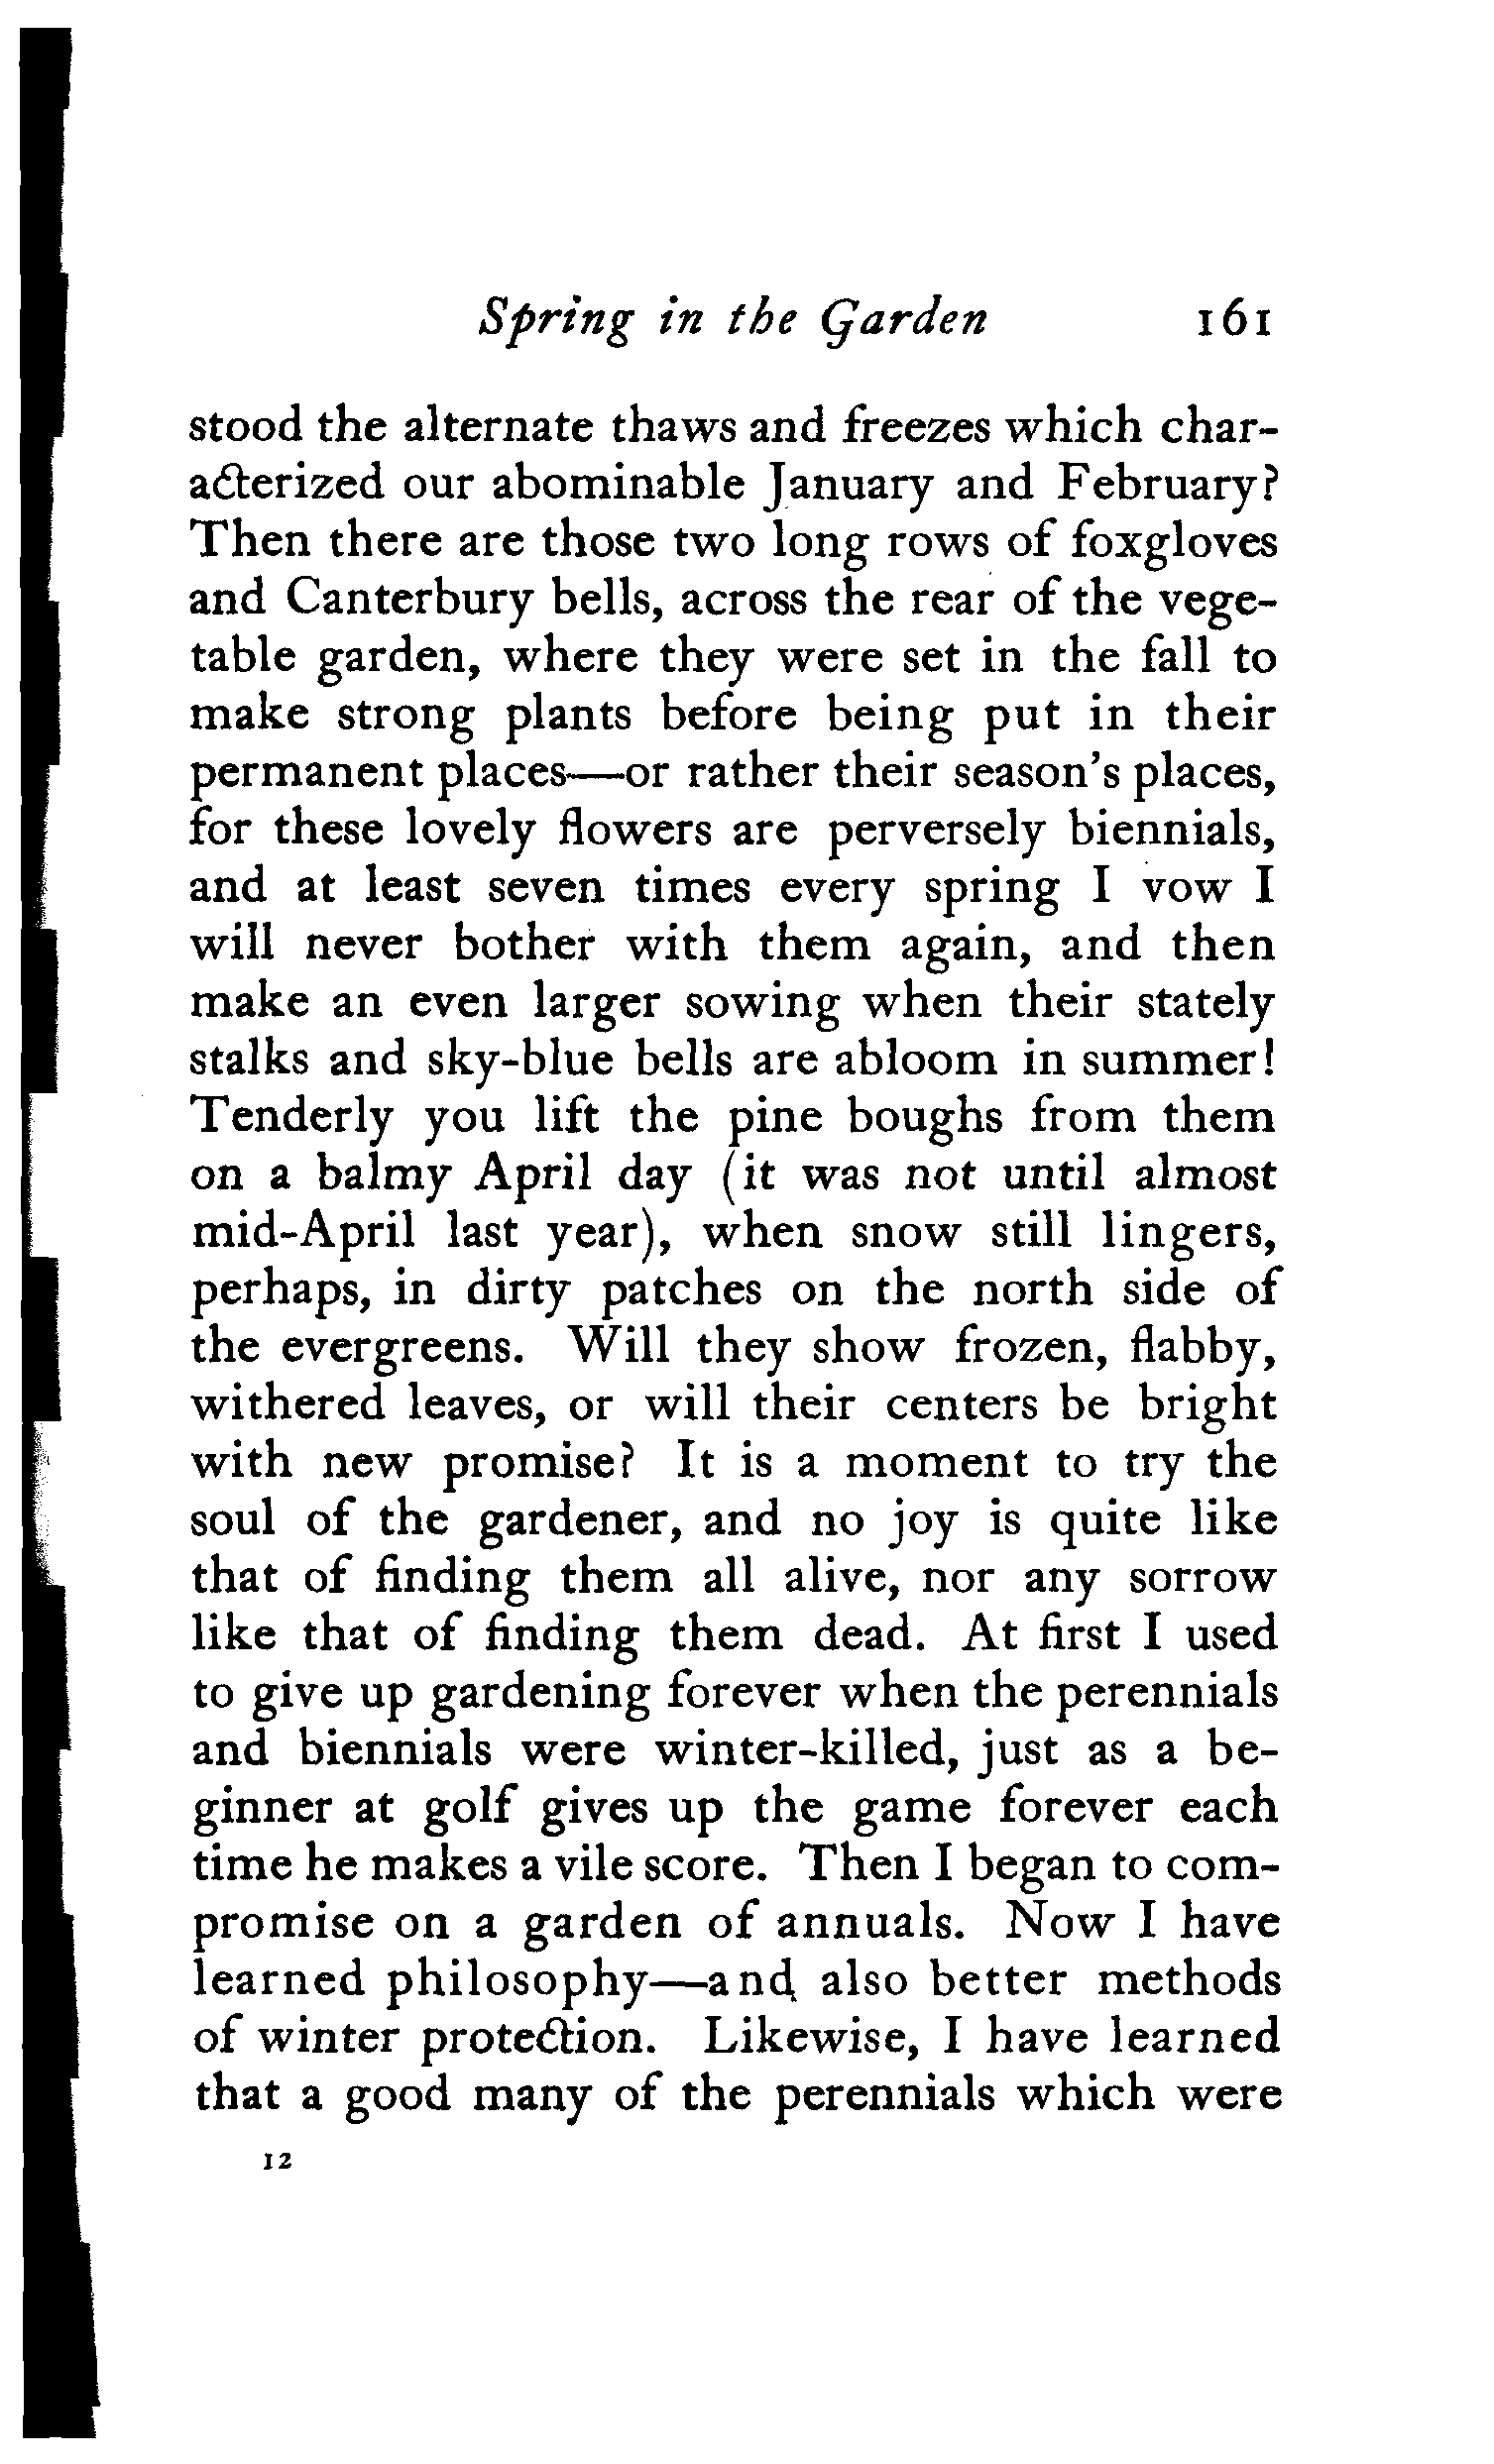 Spring in the Garden 161
stood the alternate thaws and freezes which char-
acterized our abominable January and February?
Then there are those two long rows of foxgloves
and Canterbury bells, across the rear of the vege-
table garden, where they were set in the fall to
make strong plants before being put in their
permanent places—or rather their season's places,
for these lovely flowers are perversely biennials,
and at least seven times every spring I vow I
will never bother with them again, and then
make an even larger sowing when their stately
stalks and sky-blue bells are abloom in summer!
Tenderly you lift the pine boughs from them
on a balmy April day (it was not until almost
mid-April last year), when snow still lingers,
perhaps, in dirty patches on the north side of
the evergreens. Will they show frozen, flabby,
withered leaves, or will their centers be bright
with new promise? It is a moment to try the
soul of the gardener, and no joy is quite like
that of finding them all alive, nor any sorrow
like that of finding them dead. At first I used
to give up gardening forever when the perennials
and biennials were winter-killed, just as a be-
ginner at golf gives up the game forever each
time he makes a vile score. Then I began to com-
promise on a garden of annuals. Now I have
learned philosophy—and also better methods
of winter protection. Likewise, I have learned
that a good many of the perennials which were
12